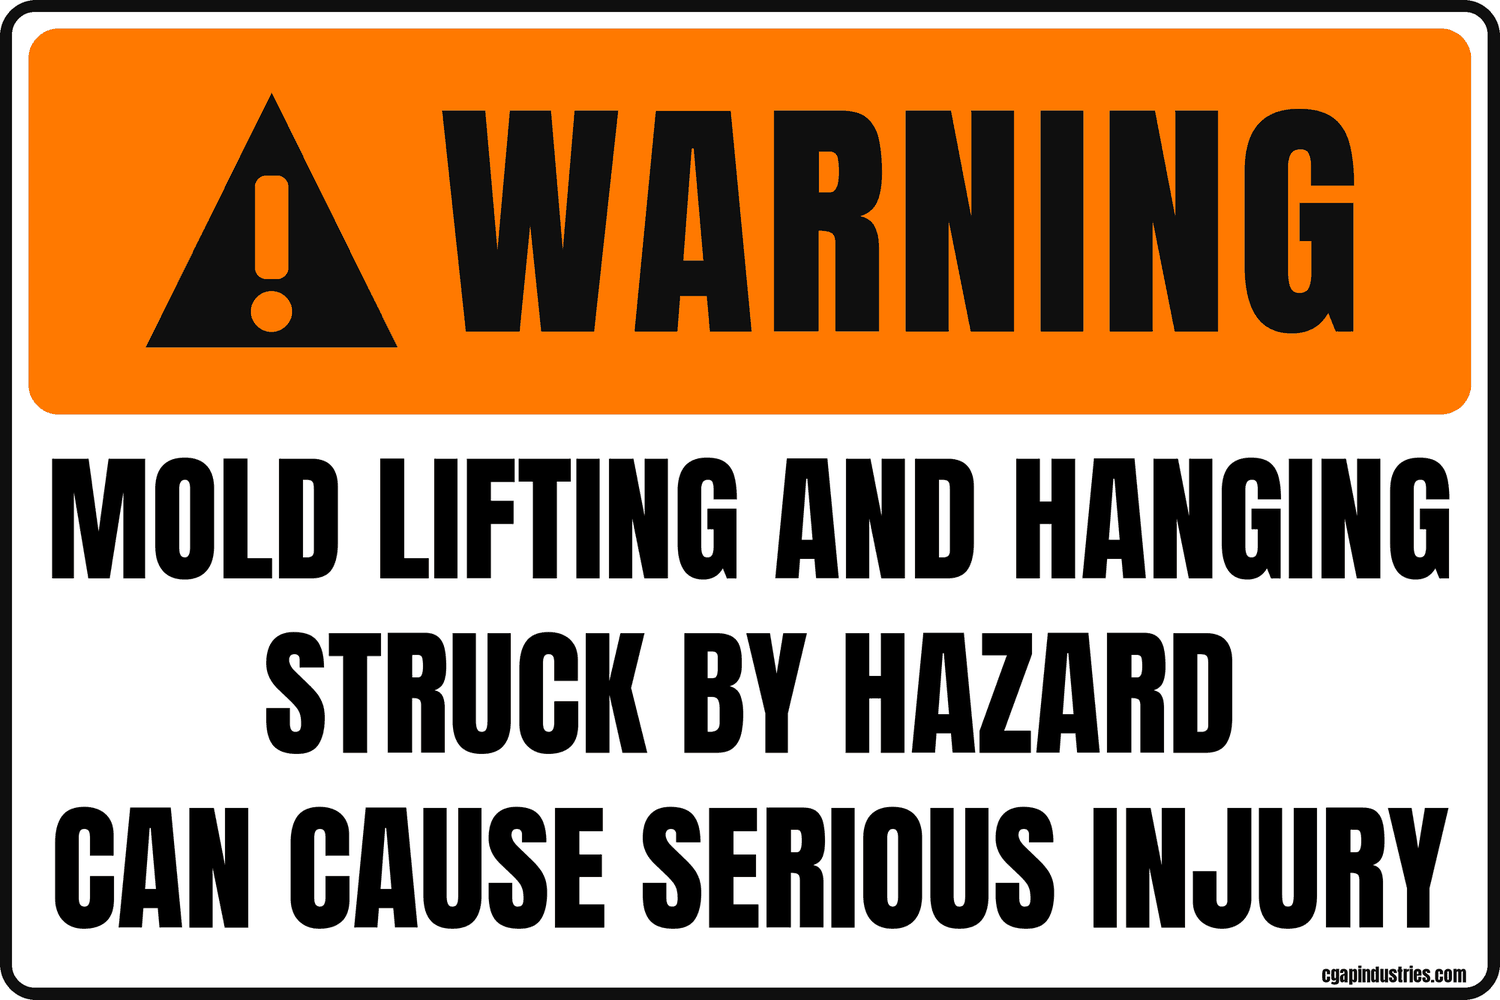 WARNING
MOLD LIFTING AND HANGING
STRUCK BY HAZARD
CAN CAUSE SERIOUS INJURY
cgapindustries.com